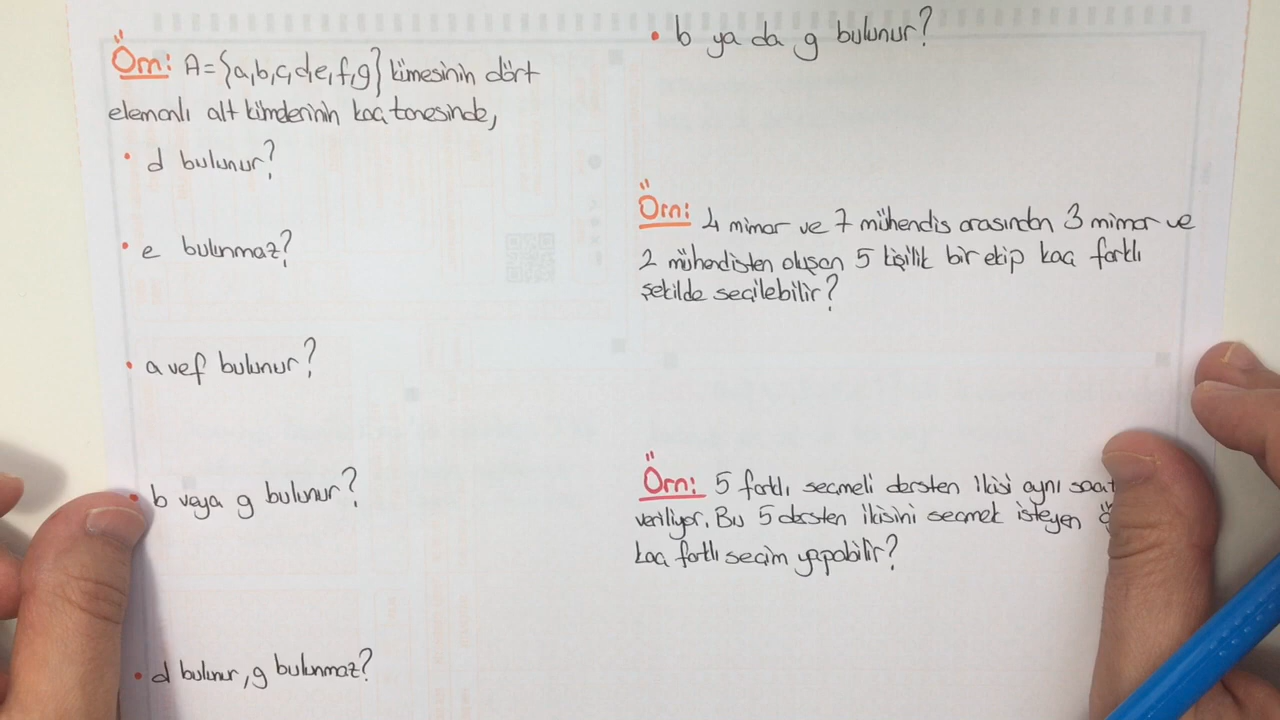 Örn: A={a,b,c,d,e,f,g} kümesinin dört
elemanlı alt kümelerinin kaç tanesinde,
• d bulunur?
• e bulunmaz?
• a ve f bulunur?
• b veya g bulunur?
• d bulunur, g bulunmaz?
• b ya da g bulunur?
Örn: 4 mimar ve 7 mühendis arasından 3 mimar ve
2 mühendisten oluşan 5 kişilik bir ekip kaç farklı
şekilde seçilebilir?
Örn: 5 farklı seçmeli dersten ikisi aynı saat
veriliyor. Bu 5 dersten ikisini seçmek isteyen
kaç farklı seçim yapabilir?